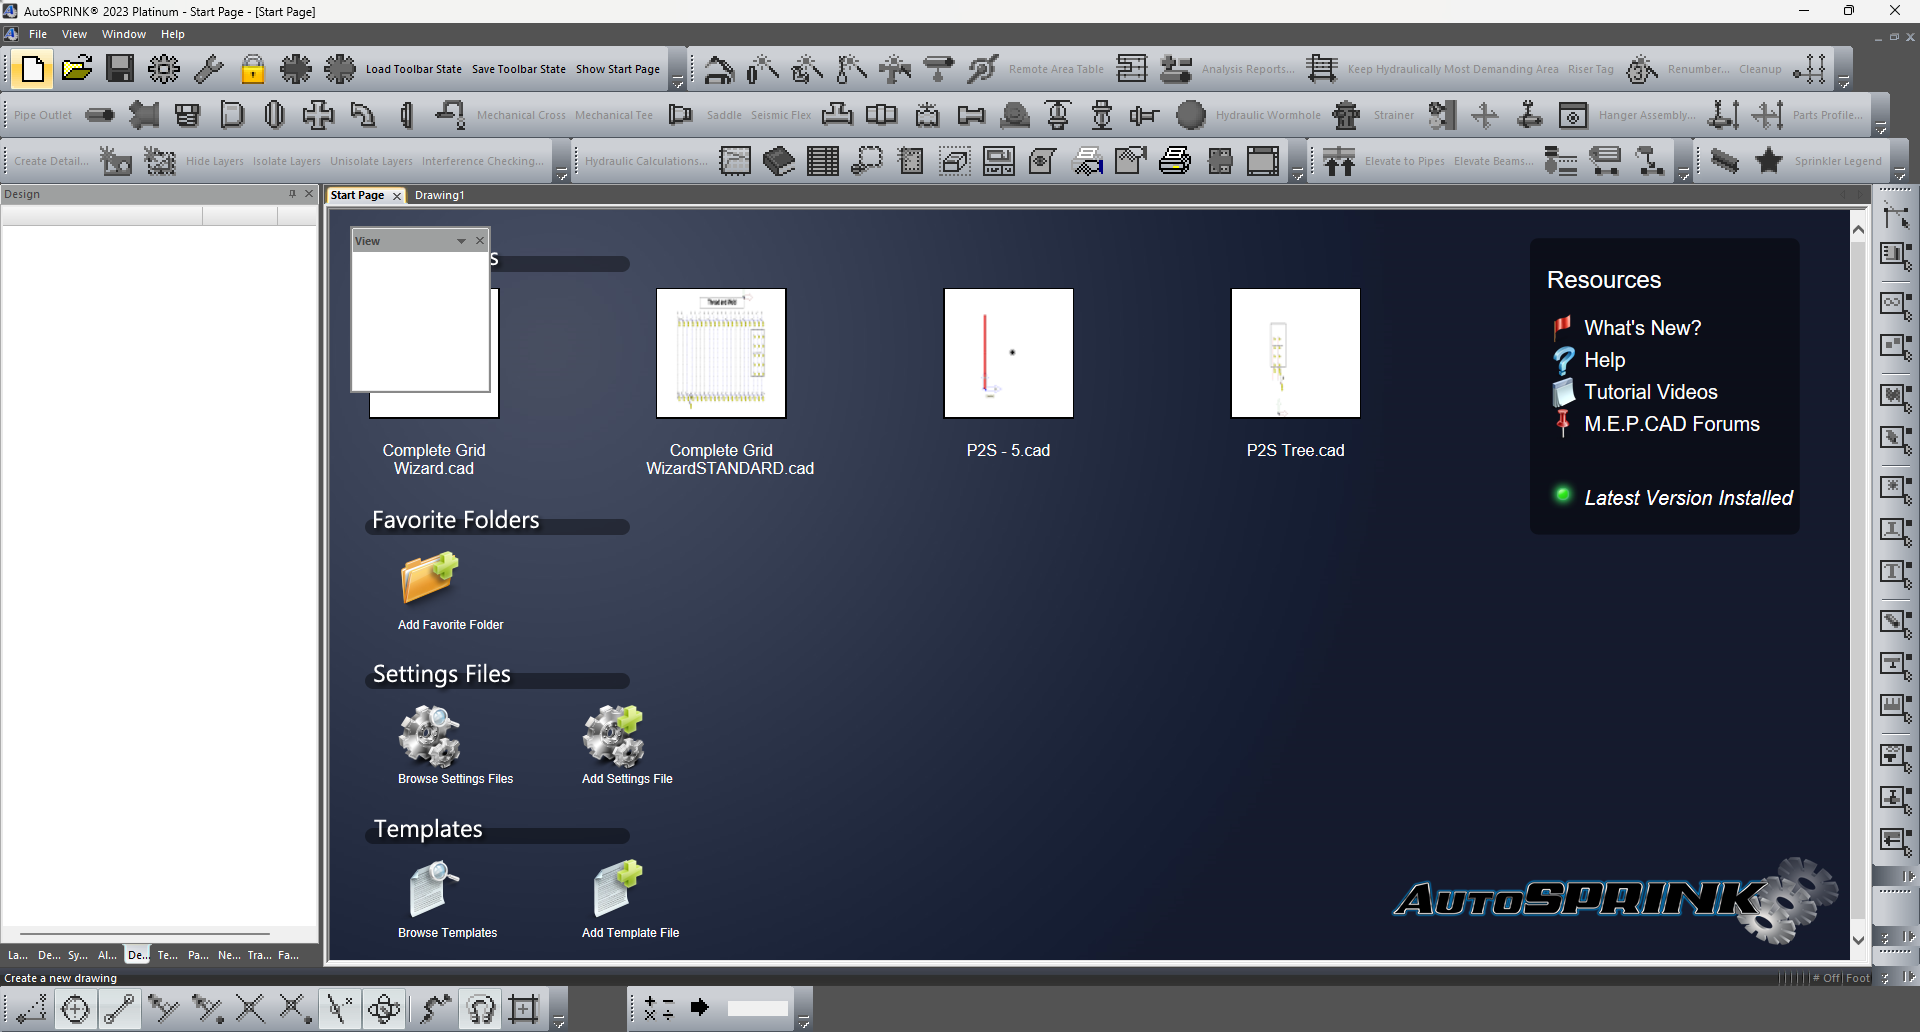 AutoSPRINK® 2023 Platinum - Start Page - [Start Page]
File View Window Help
Load Toolbar State Save Toolbar State Show Start Page Remote Area Table Analysis Reports... Keep Hydraulically Most Demanding Area Riser Tag Renumber... Cleanup
Pipe Outlet Mechanical Cross Mechanical Tee Saddle Seismic Flex Hydraulic Wormhole Strainer Hanger Assembly... Parts Profile...
Create Detail... Hide Layers Isolate Layers Unisolate Layers Interference Checking... Hydraulic Calculations... Elevate to Pipes Elevate Beams... Sprinkler Legend
Design
Start Page Drawing1
View
s
Thread and Weld
Complete Grid
Wizard.cad
Complete Grid
WizardSTANDARD.cad
P2S - 5.cad
P2S Tree.cad
Resources
What's New?
Help
Tutorial Videos
M.E.P.CAD Forums
Latest Version Installed
Favorite Folders
Add Favorite Folder
Settings Files
Browse Settings Files
Add Settings File
Templates
Browse Templates
Add Template File
AutoSPRINK
La... De... Sy... Al... De... Te... Pa... Ne... Tra... Fa...
Create a new drawing
# Off Foot